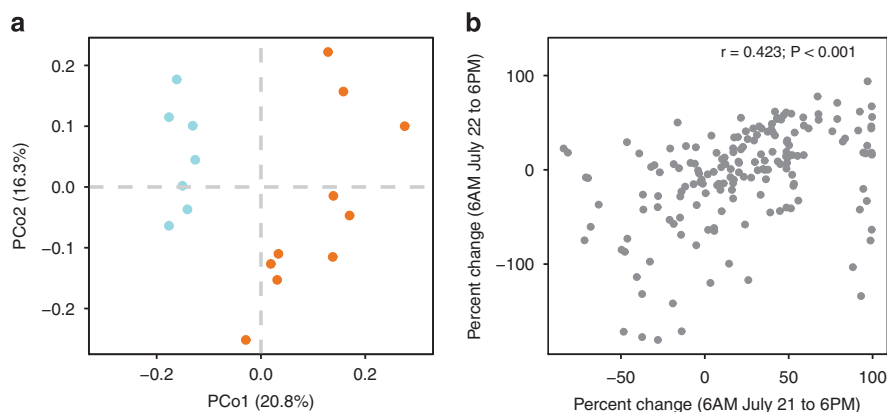 a
0.2
0.1
0.0
−0.1
−0.2
PCo2 (16.3%)
−0.2
0.0
0.2
PCo1 (20.8%)
b
r = 0.423; P < 0.001
100
0
−100
Percent change (6AM July 22 to 6PM)
−50
0
50
100
Percent change (6AM July 21 to 6PM)